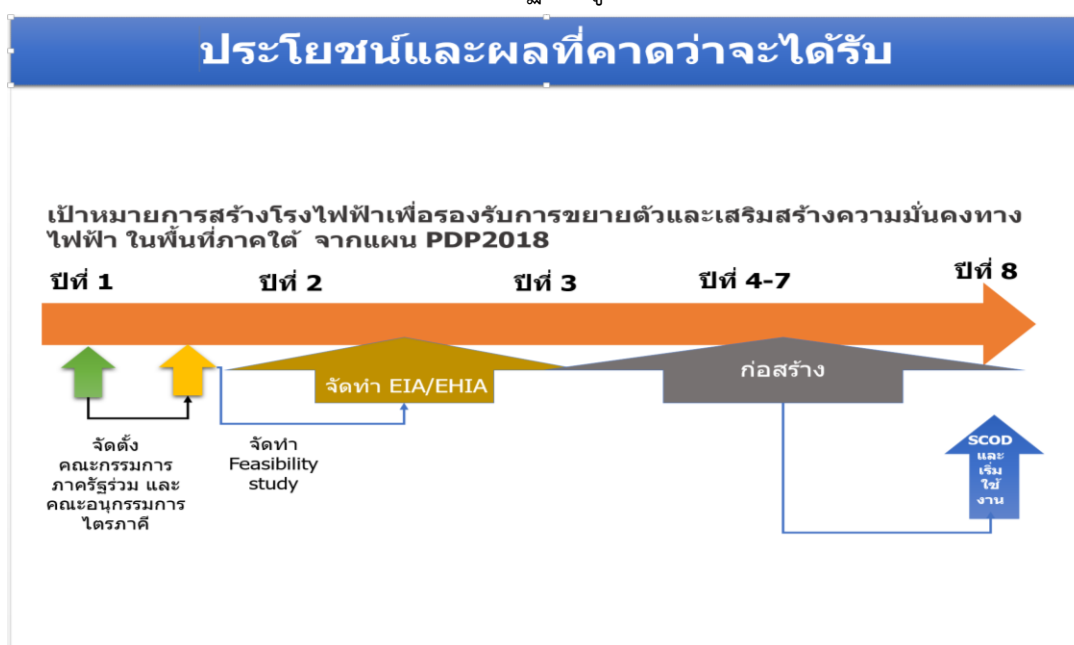 ประโยชน์และผลที่คาดว่าจะได้รับ
เป้าหมายการสร้างโรงไฟฟ้าเพื่อรองรับการขยายตัวและเสริมสร้างความมั่นคงทาง
ไฟฟ้า ในพื้นที่ภาคใต้ จากแผน PDP2018
ปีที่ 1
ปีที่ 2
ปีที่ 3
ปีที่ 4-7
ปีที่ 8
จัดทำ EIA/EHIA
ก่อสร้าง
จัดตั้ง
คณะกรรมการ
ภาครัฐร่วม และ
คณะอนุกรรมการ
ไตรภาคี
จัดทำ
Feasibility
study
SCOD
และ
เริ่ม
ใช้
งาน